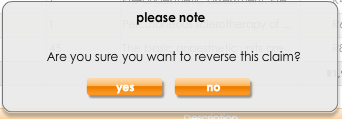 please note
Are you sure you want to reverse this claim?
yes
no